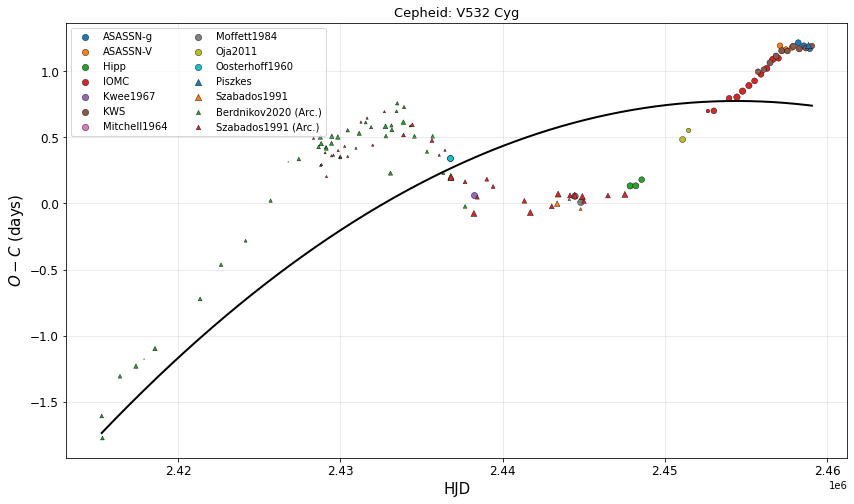 Cepheid: V532 Cyg
ASASSN-g
ASASSN-V
Hipp
IOMC
Kwee1967
KWS
Mitchell1964
Moffett1984
Oja2011
Oosterhoff1960
Piszkes
Szabados1991
Berdnikov2020 (Arc.)
Szabados1991 (Arc.)
1.0
0.5
0.0
−0.5
−1.0
−1.5
O − C (days)
2.42
2.43
2.44
2.45
2.46
1e6
HJD